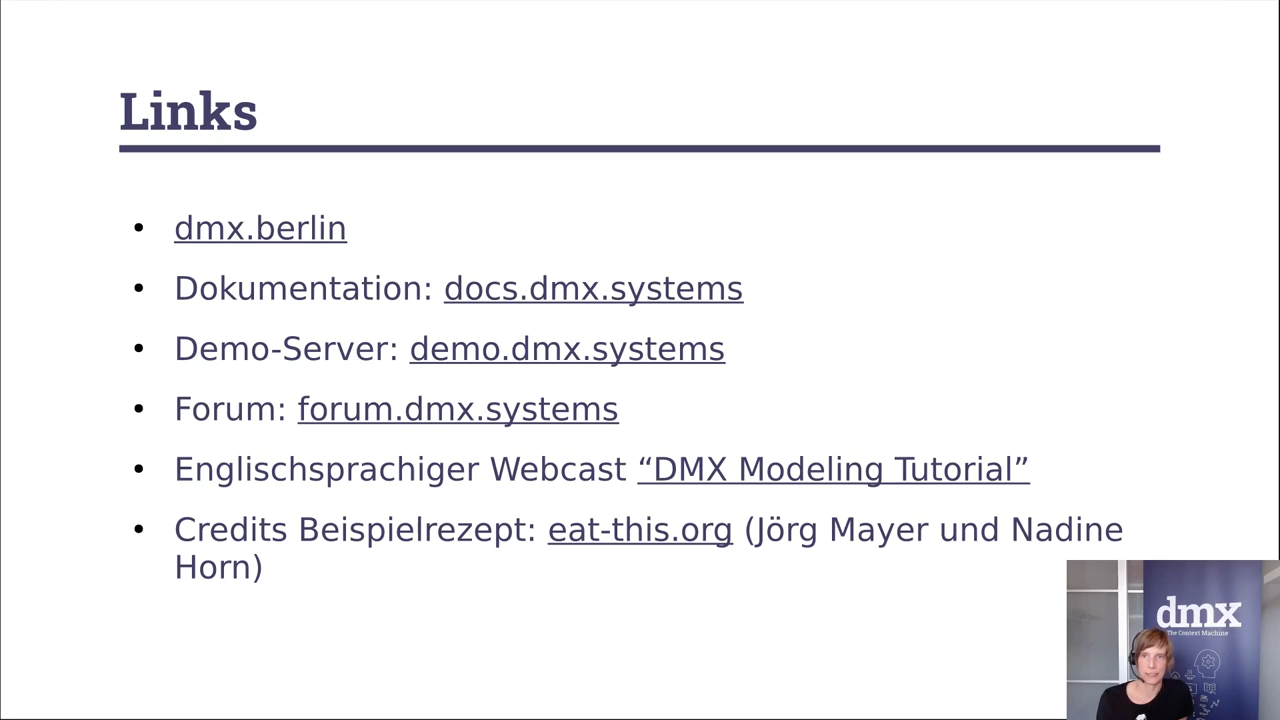 Links
• dmx.berlin
• Dokumentation: docs.dmx.systems
• Demo-Server: demo.dmx.systems
• Forum: forum.dmx.systems
• Englischsprachiger Webcast “DMX Modeling Tutorial”
• Credits Beispielrezept: eat-this.org (Jörg Mayer und Nadine
Horn)
dmx
The Context Machine